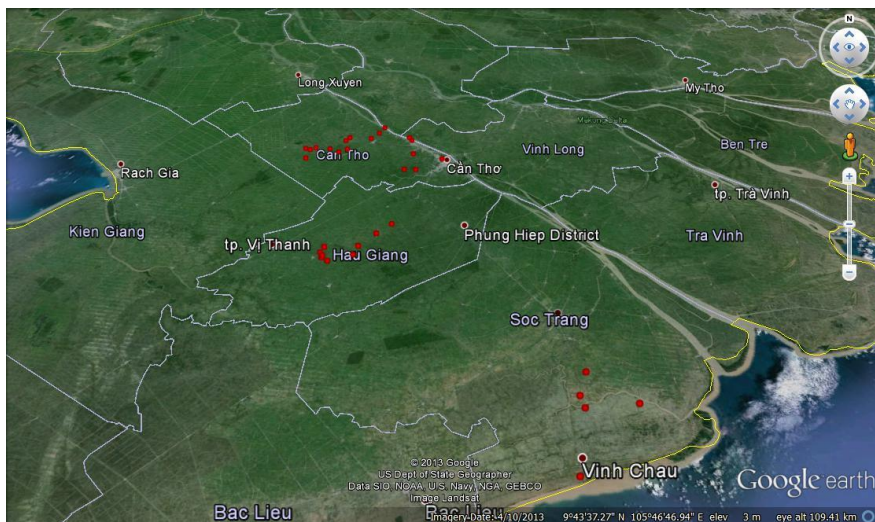 N
Long Xuyen
My Tho
Mekong Delta
Can Tho
Vinh Long
Ben Tre
Cần Thơ
Rach Gia
tp. Trà Vinh
Kien Giang
tp. Vị Thanh
Phung Hiep District
Hau Giang
Tra Vinh
Soc Trang
© 2013 Google
US Dept of State Geographer
Data SIO, NOAA, U.S. Navy, NGA, GEBCO
Image Landsat
Vinh Chau
Google earth
Bac Lieu
Bac Lieu
Imagery Date: 4/10/2013 9°43'37.27" N 105°46'46.94" E elev 3 m eye alt 109.41 km